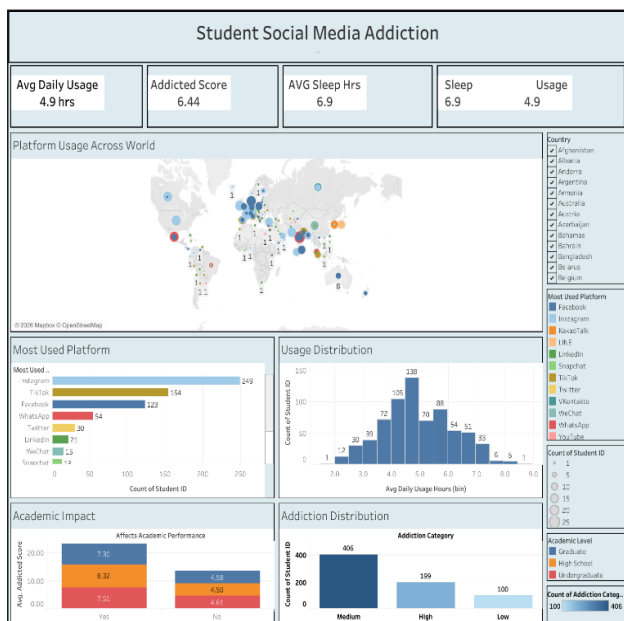 Student Social Media Addiction
Avg Daily Usage
4.9 hrs
Addicted Score
6.44
AVG Sleep Hrs
6.9
Sleep Usage
6.9 4.9
Platform Usage Across World
© 2026 Mapbox © OpenStreetMap
Country
Afghanistan
Albania
Andorra
Argentina
Armenia
Australia
Austria
Azerbaijan
Bahamas
Bahrain
Bangladesh
Belarus
Belgium
Most Used Platform
Facebook
Instagram
KakaoTalk
LINE
LinkedIn
Snapchat
TikTok
Twitter
VKontakte
WeChat
WhatsApp
YouTube
Count of Student ID
1
5
10
15
20
25
Academic Level
Graduate
High School
Undergraduate
Count of Addiction Categ..
100 406
Most Used Platform
Most Used ..
Instagram 249
TikTok 154
Facebook 123
WhatsApp 54
Twitter 30
LinkedIn 21
WeChat 15
Snapchat 13
0 50 100 150 200 250
Count of Student ID
Usage Distribution
Count of Student ID
150
100
50
0
1 12 30 39 72 105 138 70 88 54 51 33 6 5 1
2.0 3.0 4.0 5.0 6.0 7.0 8.0 9.0
Avg Daily Usage Hours (bin)
Academic Impact
Affects Academic Performance
Avg. Addicted Score
20.00
10.00
0.00
7.30 4.58
8.32 4.50
7.51 4.61
Yes No
Addiction Distribution
Addiction Category
Count of Student ID
400
200
0
406 199 100
Medium High Low